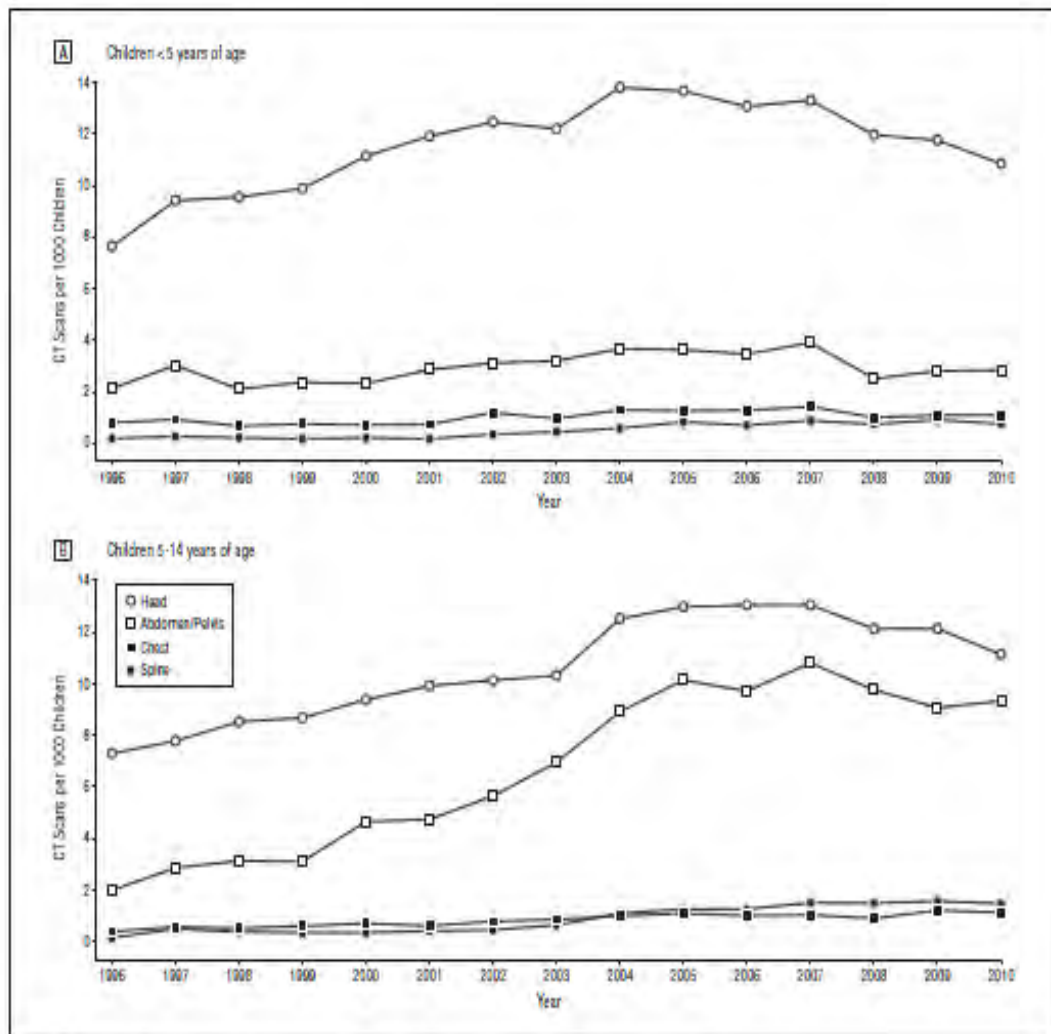 A Children <5 years of age
14
12
10
8
6
4
2
0
CT Scans per 1000 Children
1996 1997 1998 1999 2000 2001 2002 2003 2004 2005 2006 2007 2008 2009 2010
Year
B Children 5-14 years of age
14
12
10
8
6
4
2
0
CT Scans per 1000 Children
Head
Abdomen/Pelvis
Chest
Spine
1996 1997 1998 1999 2000 2001 2002 2003 2004 2005 2006 2007 2008 2009 2010
Year